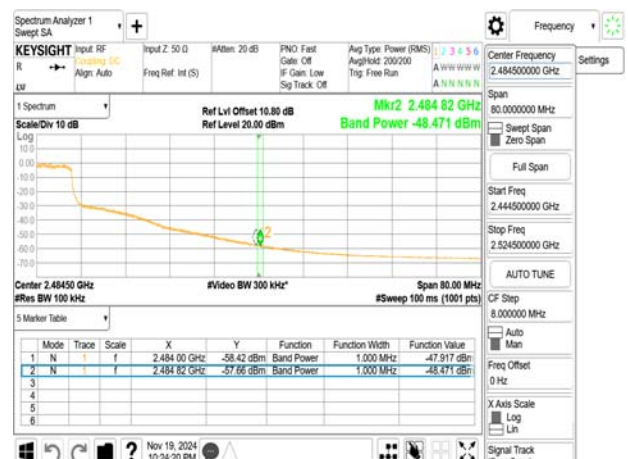 Spectrum Analyzer 1
Swept SA
+
Frequency
KEYSIGHT Input: RF Input Z: 50 Ω #Atten: 20 dB PNO: Fast Avg Type: Power (RMS) 1 2 3 4 5 6
R Coupling: DC Gate: Off Avg|Hold: 200/200 A W W W W W
Align: Auto Freq Ref: Int (S) IF Gain: Low Trig: Free Run
LW Sig Track: Off A N N N N N
1 Spectrum
Scale/Div 10 dB
Ref Lvl Offset 10.80 dB
Ref Level 20.00 dBm
Mkr2 2.484 82 GHz
Band Power -48.471 dBm
Log
10.0
0.00
-10.0
-20.0
-30.0
-40.0
-50.0
-60.0
-70.0
2
Center 2.48450 GHz #Video BW 300 kHz* Span 80.00 MHz
#Res BW 100 kHz #Sweep 100 ms (1001 pts)
5 Marker Table
Mode Trace Scale X Y Function Function Width Function Value
1 N 1 f 2.484 00 GHz -58.42 dBm Band Power 1.000 MHz -47.917 dBm
2 N 1 f 2.484 82 GHz -57.66 dBm Band Power 1.000 MHz -48.471 dBm
3
4
5
6
?
Nov 19, 2024
10:24:20 PM
Center Frequency
2.484500000 GHz
Settings
Span
80.0000000 MHz
Swept Span
Zero Span
Full Span
Start Freq
2.444500000 GHz
Stop Freq
2.524500000 GHz
AUTO TUNE
CF Step
8.000000 MHz
Auto
Man
Freq Offset
0 Hz
X Axis Scale
Log
Lin
Signal Track